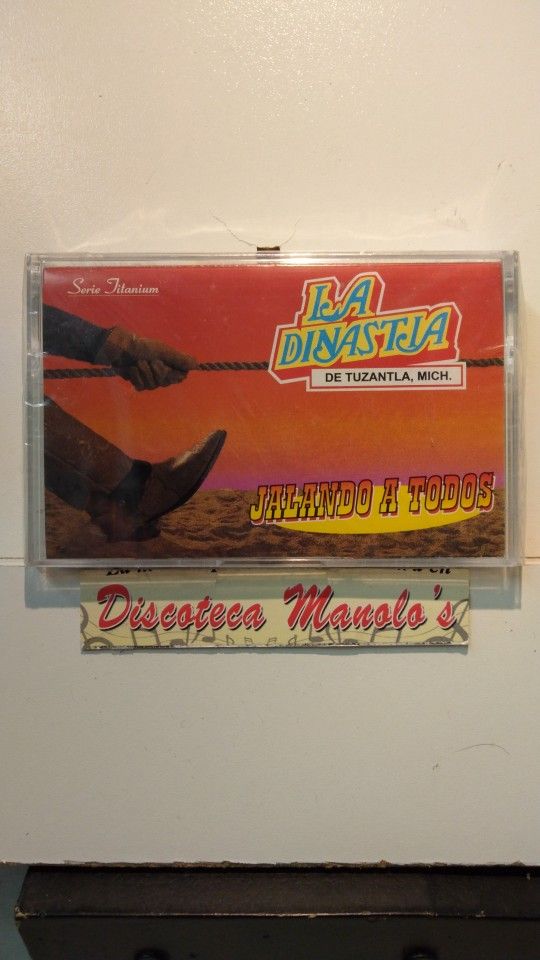 Serie Titanium
LA
DINASTIA
DE TUZANTLA, MICH.
JALANDO A TODOS
Discoteca Manolo's